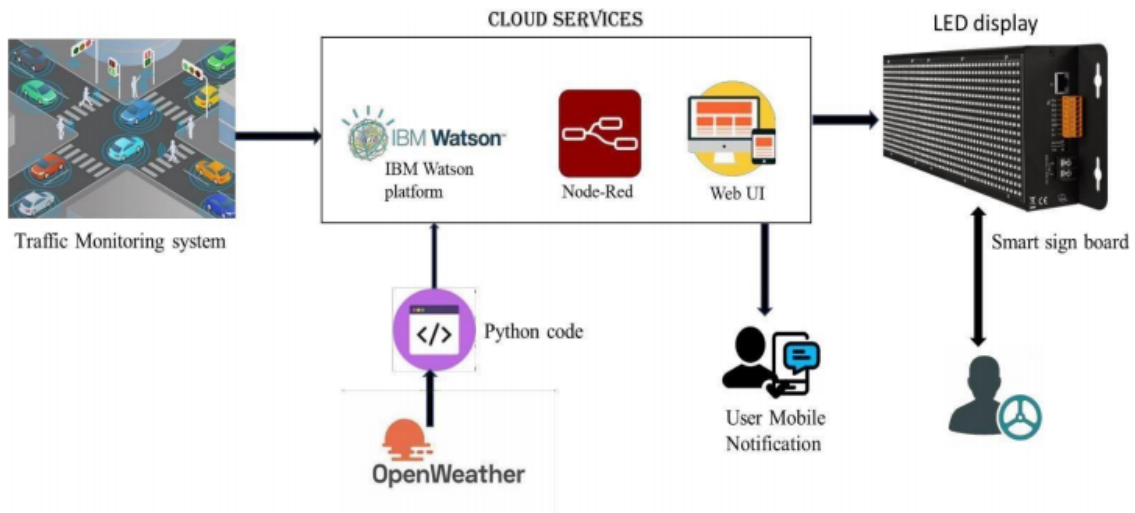 CLOUD SERVICES
LED display
IBM Watson™
IBM Watson
platform
Node-Red
Web UI
Traffic Monitoring system
Smart sign board
</>
Python code
User Mobile
Notification
OpenWeather